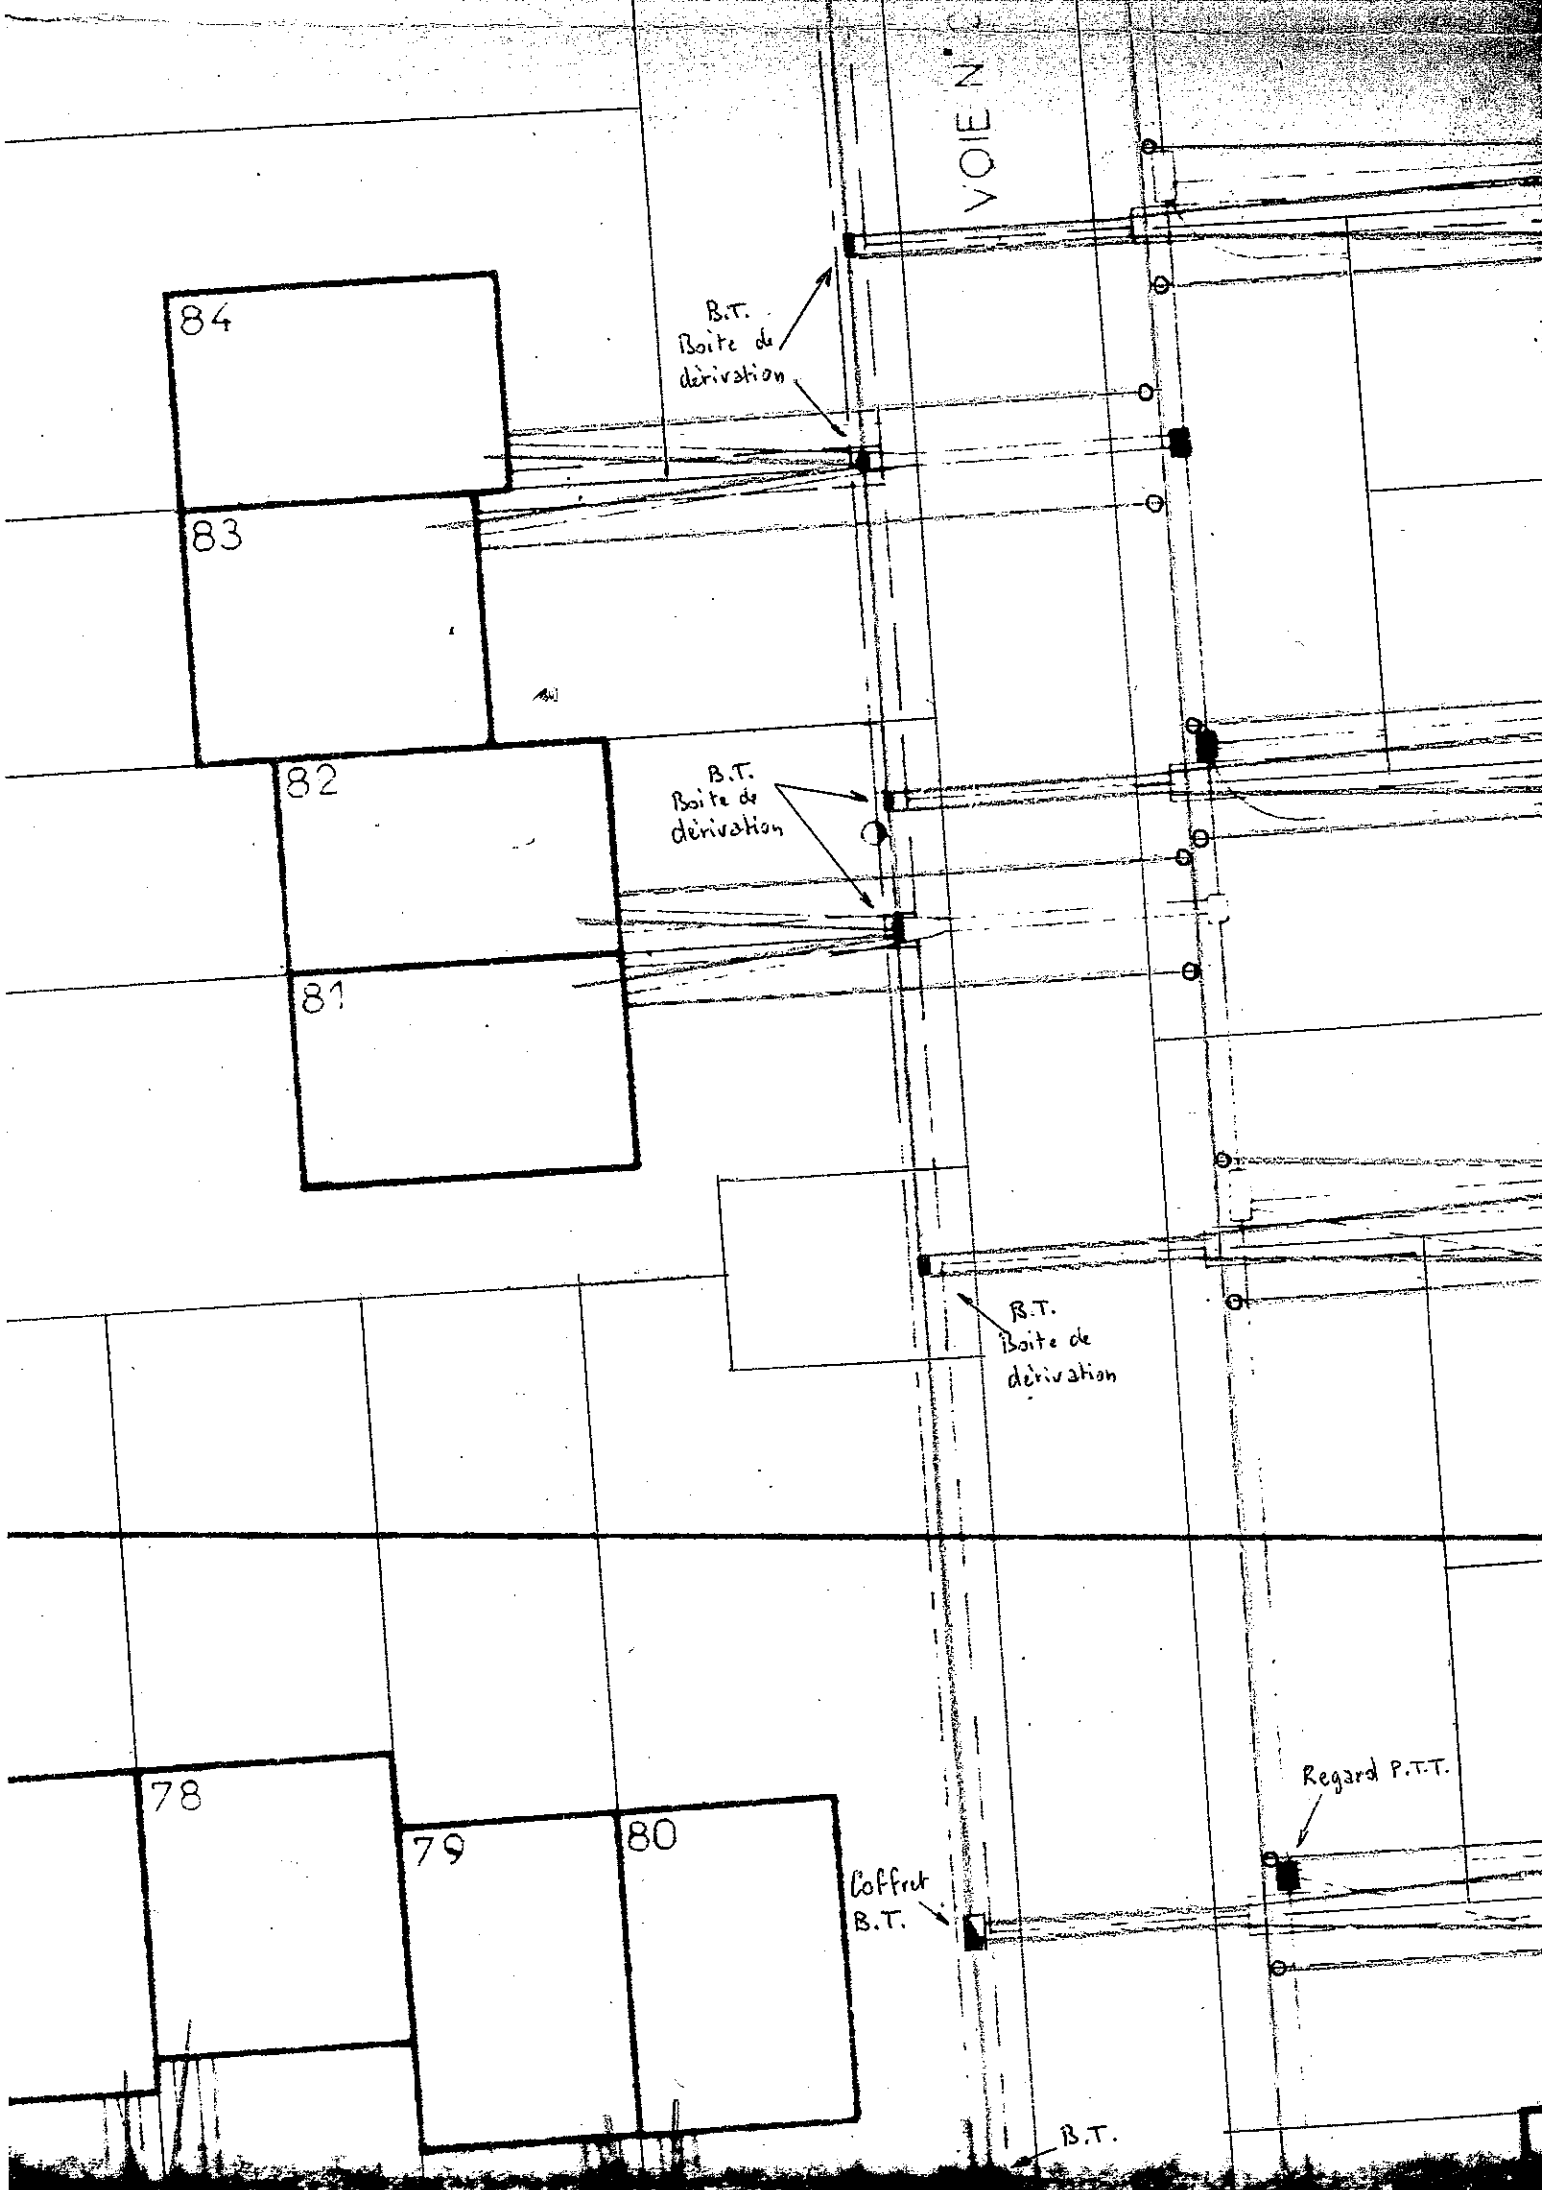 VOIE N°
84
B.T.
Boite de
dérivation
83
82
B.T.
Boite de
dérivation
81
B.T.
Boite de
dérivation
78
79
80
Regard P.T.T.
Coffret
B.T.
B.T.